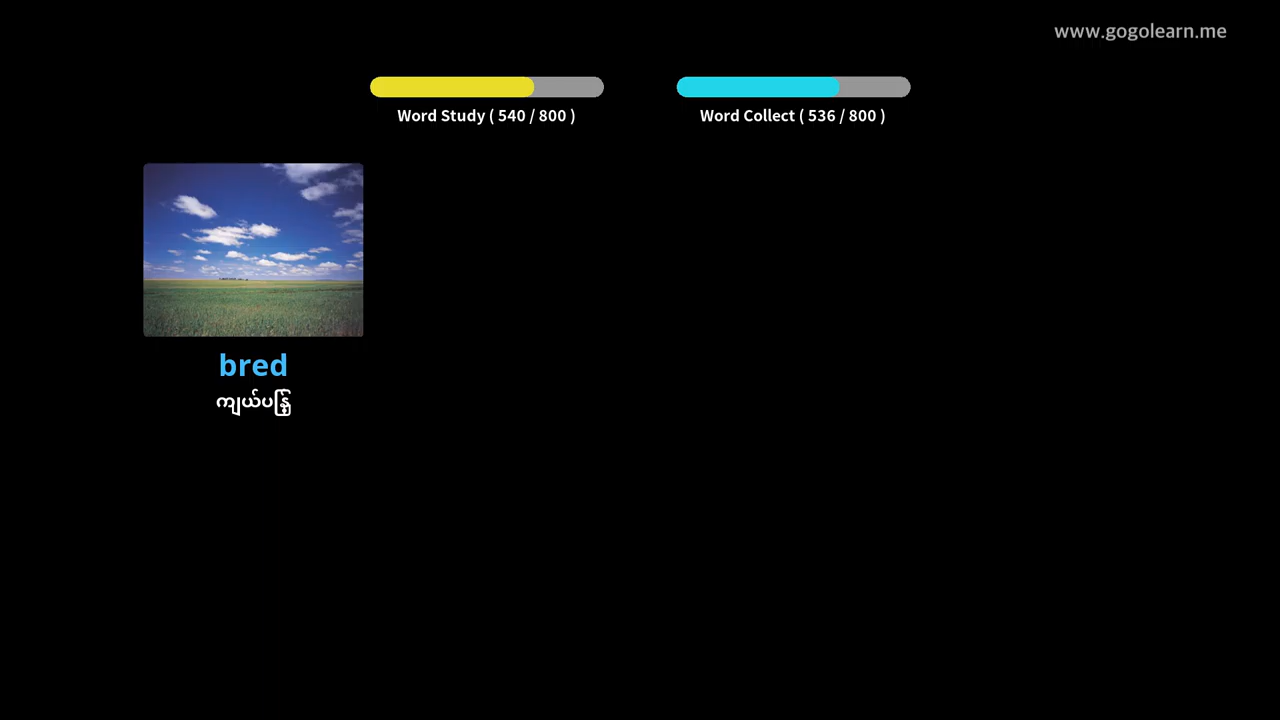 www.gogolearn.me
Word Study ( 540 / 800 )
Word Collect ( 536 / 800 )
bred
ကျယ်ပြန့်